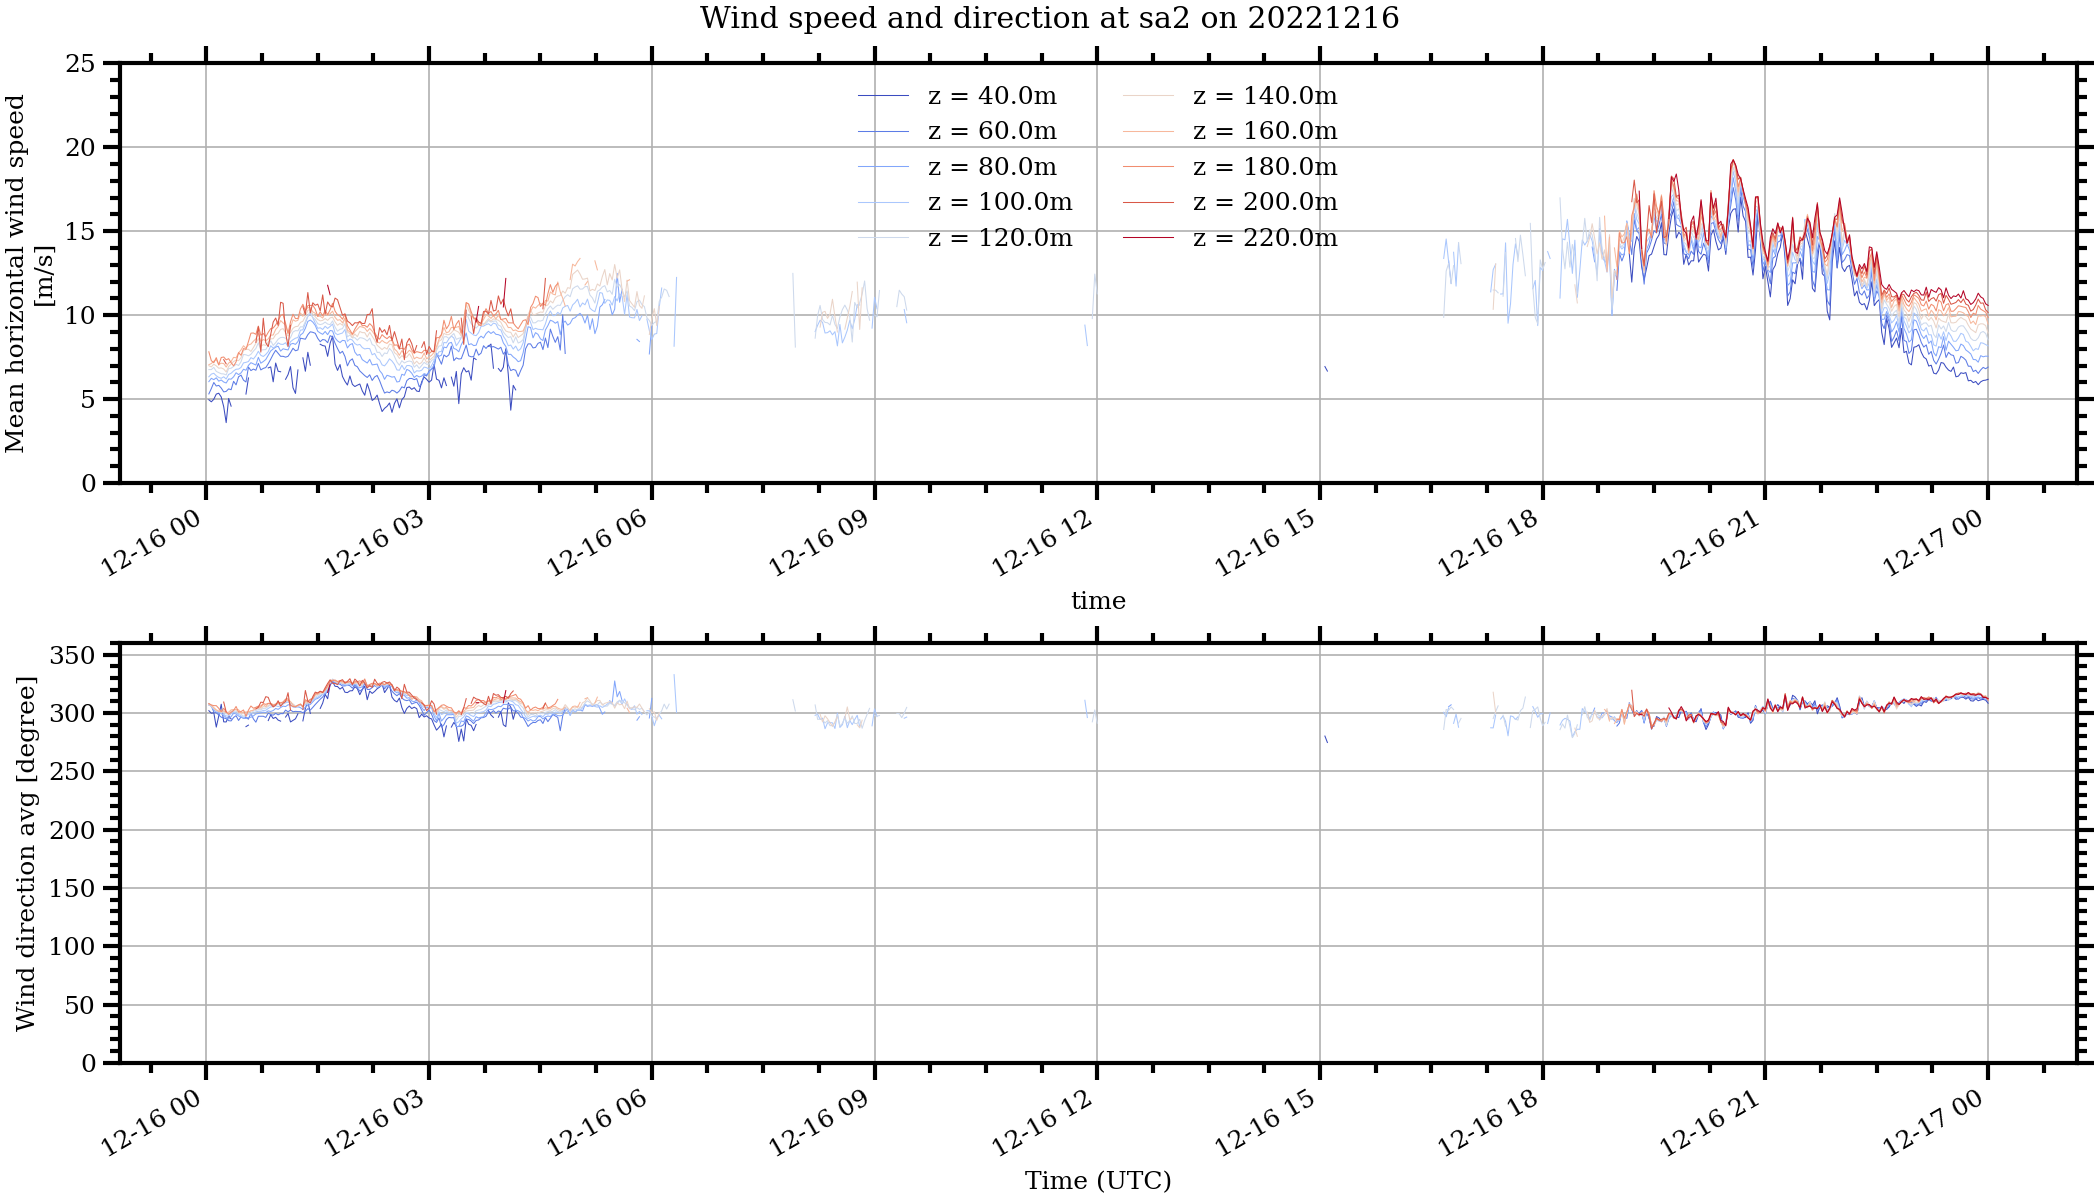 Wind speed and direction at sa2 on 20221216
Mean horizontal wind speed
[m/s]
25
20
15
10
5
0
z = 40.0m
z = 60.0m
z = 80.0m
z = 100.0m
z = 120.0m
z = 140.0m
z = 160.0m
z = 180.0m
z = 200.0m
z = 220.0m
12-16 00
12-16 03
12-16 06
12-16 09
12-16 12
12-16 15
12-16 18
12-16 21
12-17 00
time
Wind direction avg [degree]
350
300
250
200
150
100
50
0
12-16 00
12-16 03
12-16 06
12-16 09
12-16 12
12-16 15
12-16 18
12-16 21
12-17 00
Time (UTC)